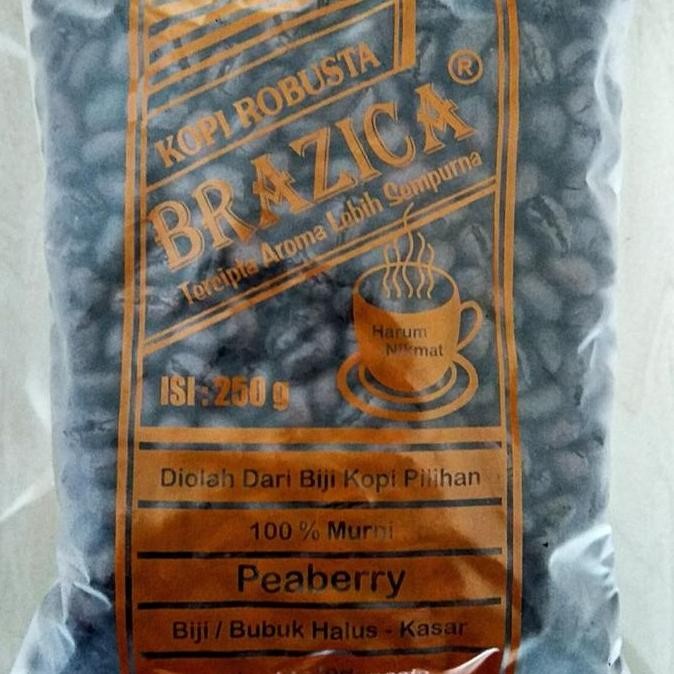 KOPI ROBUSTA
BRAZICA ®
Tercipta Aroma Lebih Sempurna
Harum
Nikmat
ISI : 250 g
Diolah Dari Biji Kopi Pilihan
100 % Murni
Peaberry
Biji / Bubuk Halus - Kasar